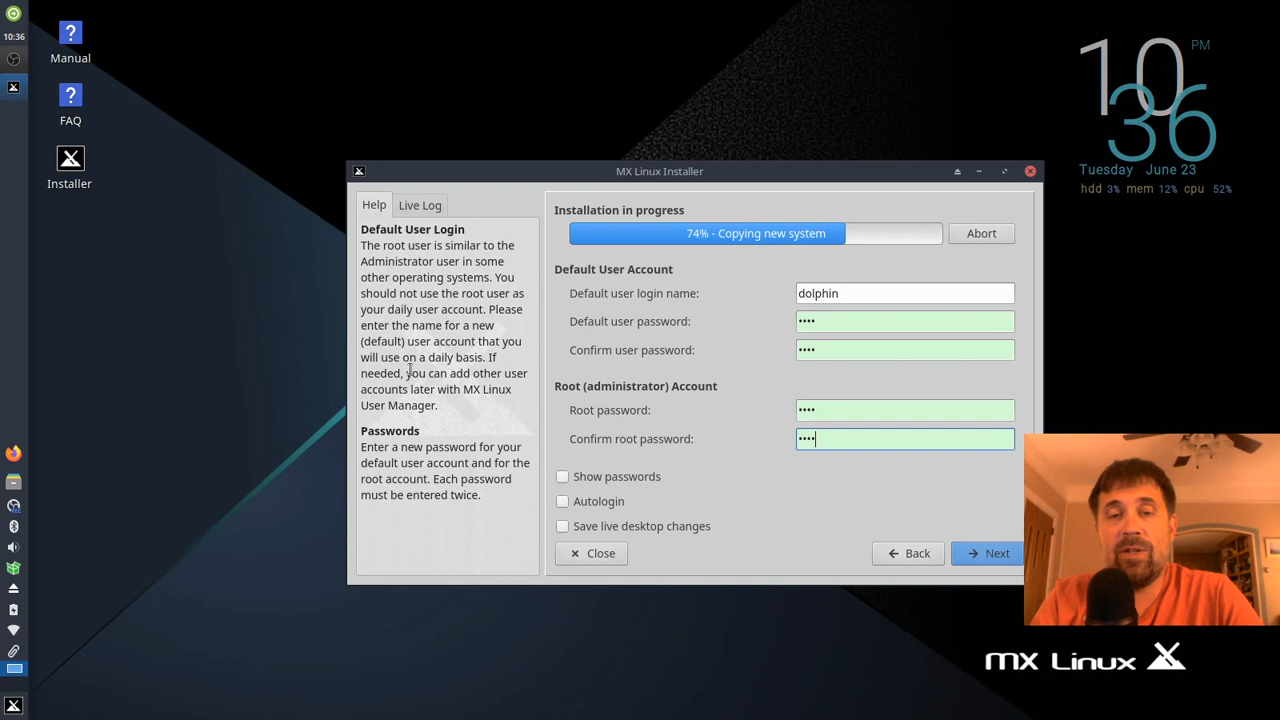 10:36
Manual
FAQ
Installer
10 PM
36
Tuesday June 23
hdd 3% mem 12% cpu 52%
MX Linux Installer
Help
Live Log
Default User Login
The root user is similar to the
Administrator user in some
other operating systems. You
should not use the root user as
your daily user account. Please
enter the name for a new
(default) user account that you
will use on a daily basis. If
needed, you can add other user
accounts later with MX Linux
User Manager.
Passwords
Enter a new password for your
default user account and for the
root account. Each password
must be entered twice.
Installation in progress
74% - Copying new system
Abort
Default User Account
Default user login name:
dolphin
Default user password:
••••
Confirm user password:
••••
Root (administrator) Account
Root password:
••••
Confirm root password:
••••
Show passwords
Autologin
Save live desktop changes
Close
Back
Next
MX Linux